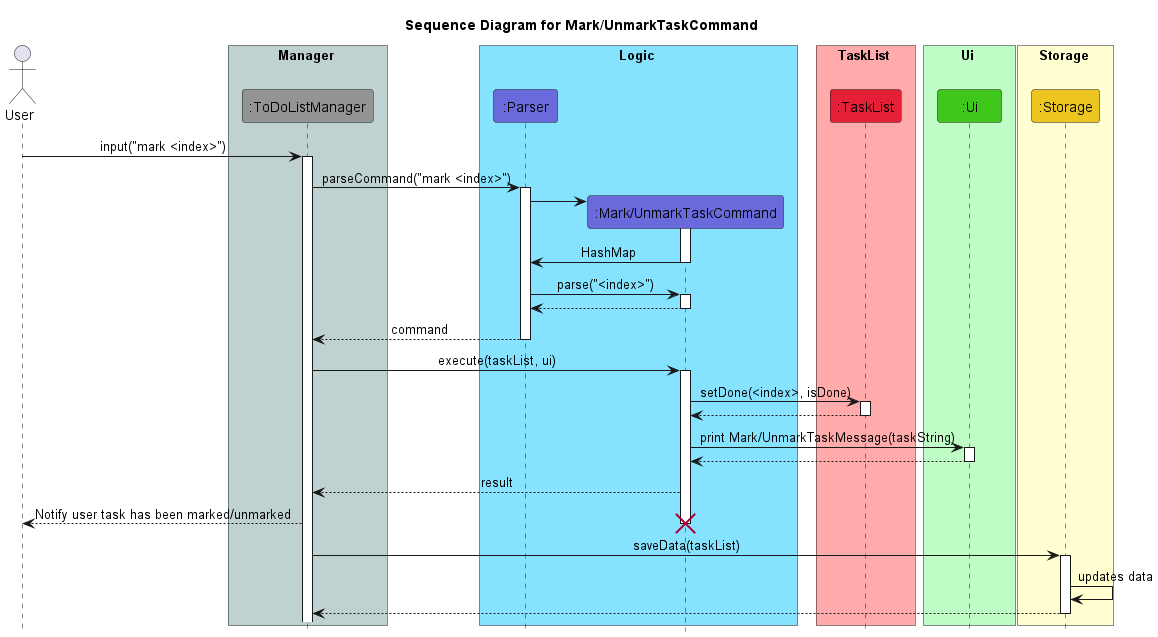 Sequence Diagram for Mark/UnmarkTaskCommand
Manager
Logic
TaskList
Ui
Storage
User
:ToDoListManager
:Parser
:TaskList
:Ui
:Storage
input("mark <index>")
parseCommand("mark <index>")
:Mark/UnmarkTaskCommand
HashMap
parse("<index>")
command
execute(taskList, ui)
setDone(<index>, isDone)
print Mark/UnmarkTaskMessage(taskString)
result
Notify user task has been marked/unmarked
saveData(taskList)
updates data